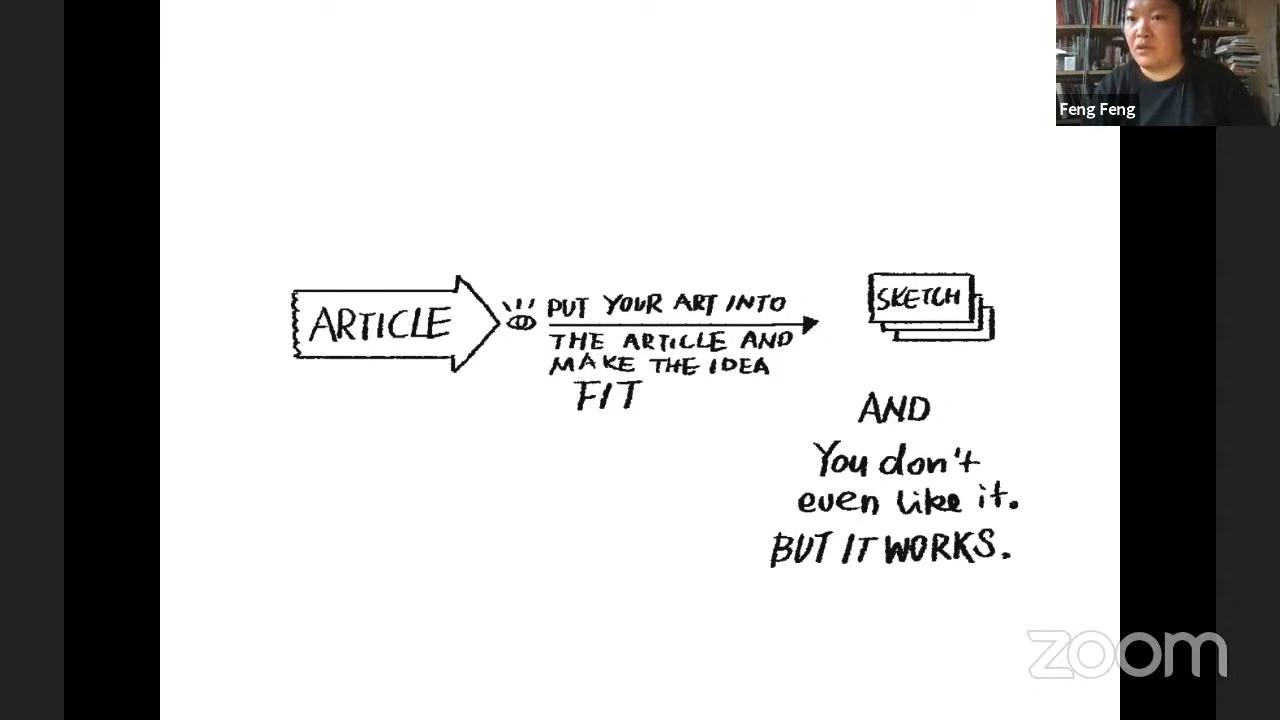 Feng Feng
ARTICLE
PUT YOUR ART INTO
THE ARTICLE AND
MAKE THE IDEA
FIT
SKETCH
AND
You don't
even like it.
BUT IT WORKS.
zoom